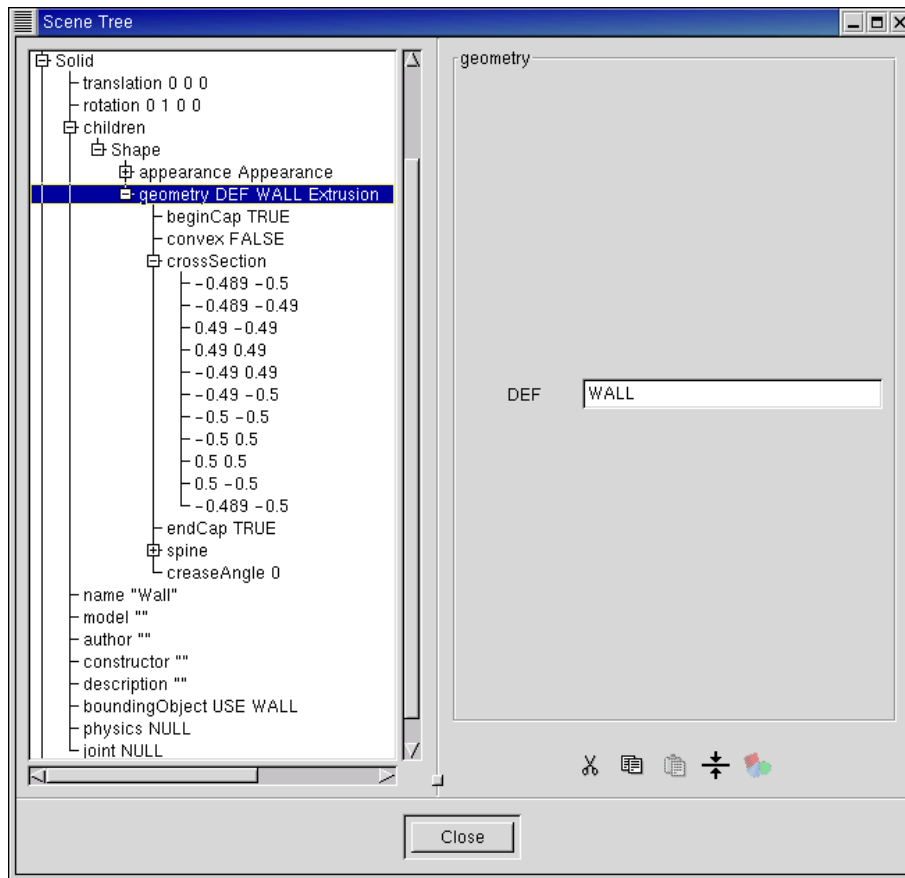 Scene Tree
Solid
translation 0 0 0
rotation 0 1 0 0
children
Shape
appearance Appearance
geometry DEF WALL Extrusion
beginCap TRUE
convex FALSE
crossSection
-0.489 -0.5
-0.489 -0.49
0.49 -0.49
0.49 0.49
-0.49 0.49
-0.49 -0.5
-0.5 -0.5
-0.5 0.5
0.5 0.5
0.5 -0.5
-0.489 -0.5
endCap TRUE
spine
creaseAngle 0
name "Wall"
model ""
author ""
constructor ""
description ""
boundingObject USE WALL
physics NULL
joint NULL
geometry
DEF WALL
Close